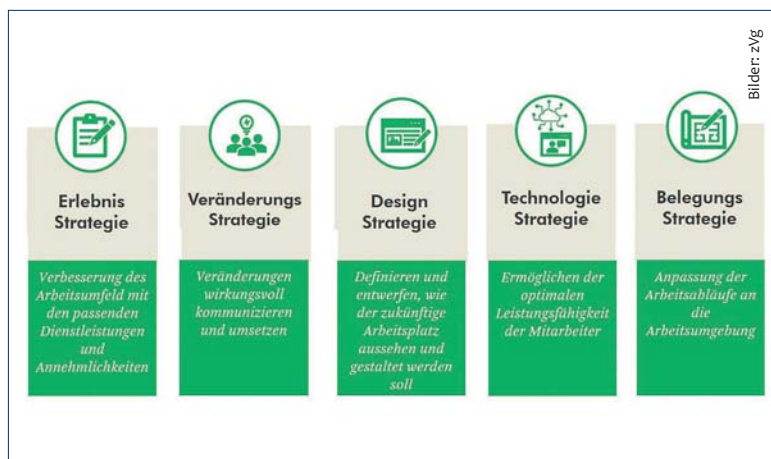 Bilder: zVg
Erlebnis
Strategie
Verbesserung des
Arbeitsumfeld mit
den passenden
Dienstleistungen
und
Annehmlichkeiten
Veränderungs
Strategie
Veränderungen
wirkungsvoll
kommunizieren
und umsetzen
Design
Strategie
Definieren und
entwerfen, wie
der zukünftige
Arbeitsplatz
aussehen und
gestaltet werden
soll
Technologie
Strategie
Ermöglichen der
optimalen
Leistungsfähigkeit
der Mitarbeiter
Belegungs
Strategie
Anpassung der
Arbeitsabläufe an
die
Arbeitsumgebung